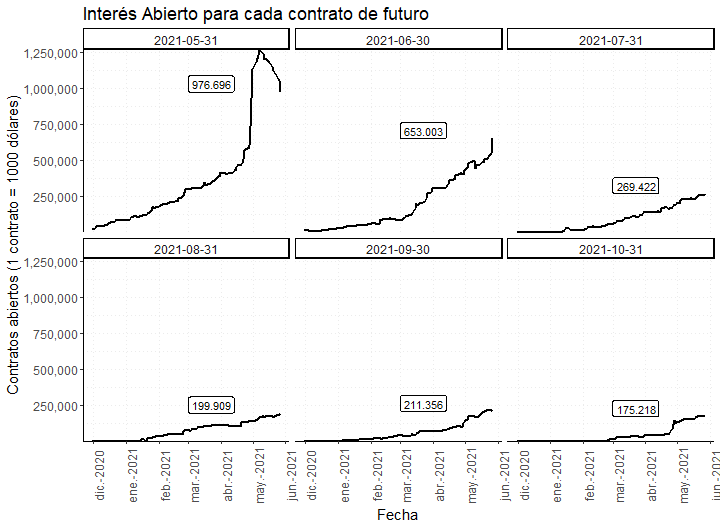 Interés Abierto para cada contrato de futuro
2021-05-31
2021-06-30
2021-07-31
1,250,000
1,000,000
750,000
500,000
250,000
976.696
653.003
269.422
2021-08-31
2021-09-30
2021-10-31
1,250,000
1,000,000
750,000
500,000
250,000
199.909
211.356
175.218
dic.-2020
ene.-2021
feb.-2021
mar.-2021
abr.-2021
may.-2021
jun.-2021
dic.-2020
ene.-2021
feb.-2021
mar.-2021
abr.-2021
may.-2021
jun.-2021
dic.-2020
ene.-2021
feb.-2021
mar.-2021
abr.-2021
may.-2021
jun.-2021
Fecha
Contratos abiertos (1 contrato = 1000 dólares)